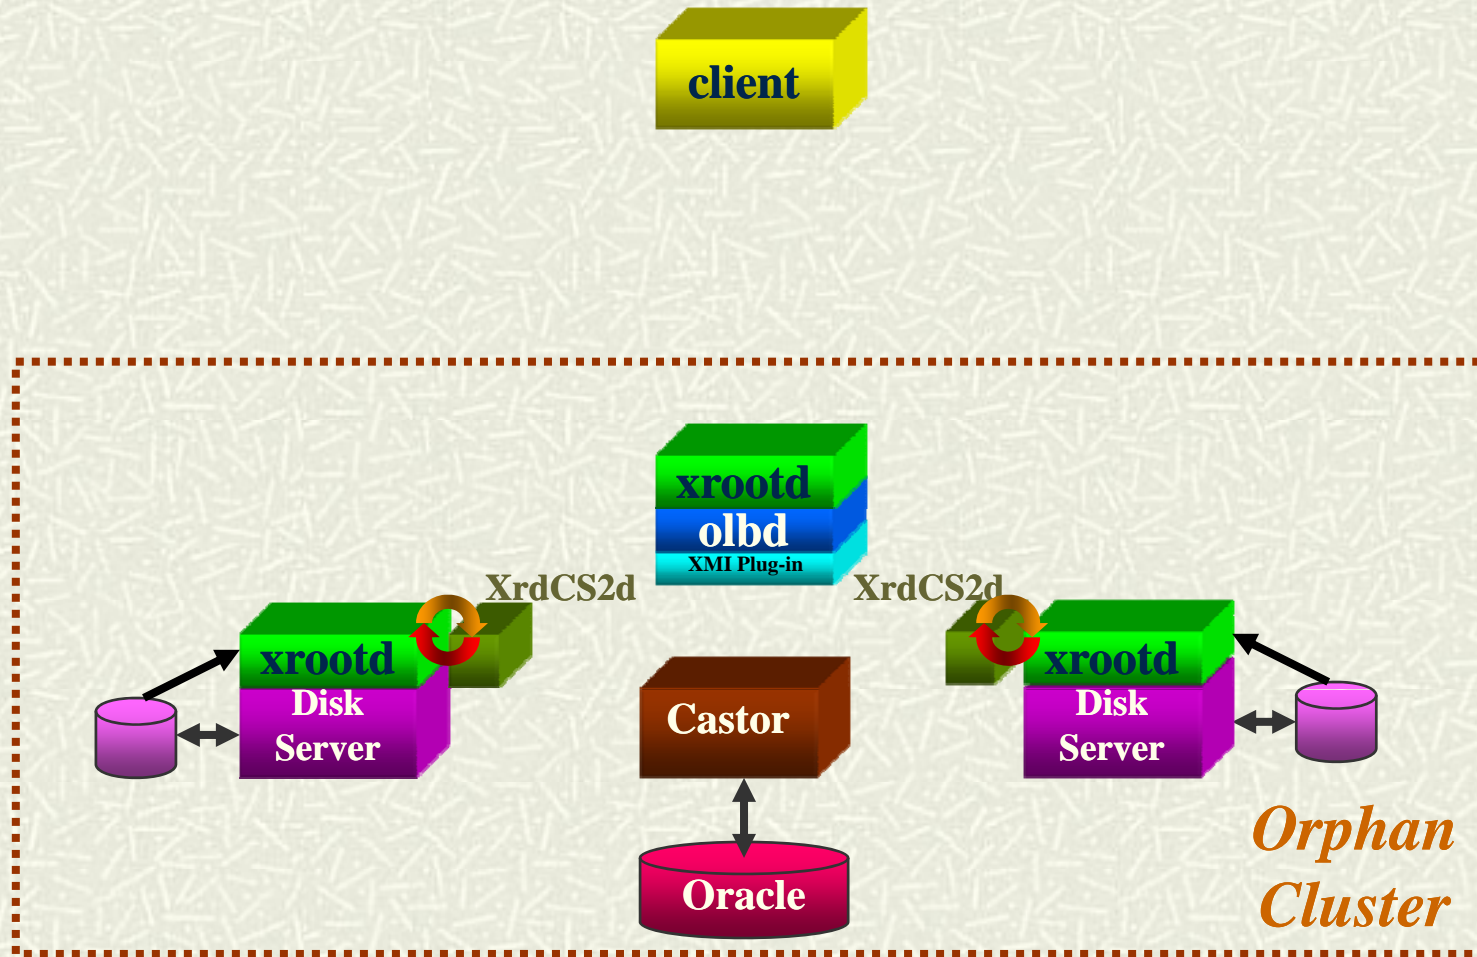 client
xrootd
olbd
XMI Plug-in
XrdCS2d
XrdCS2d
xrootd
Disk
Server
Castor
xrootd
Disk
Server
Oracle
Orphan
Cluster